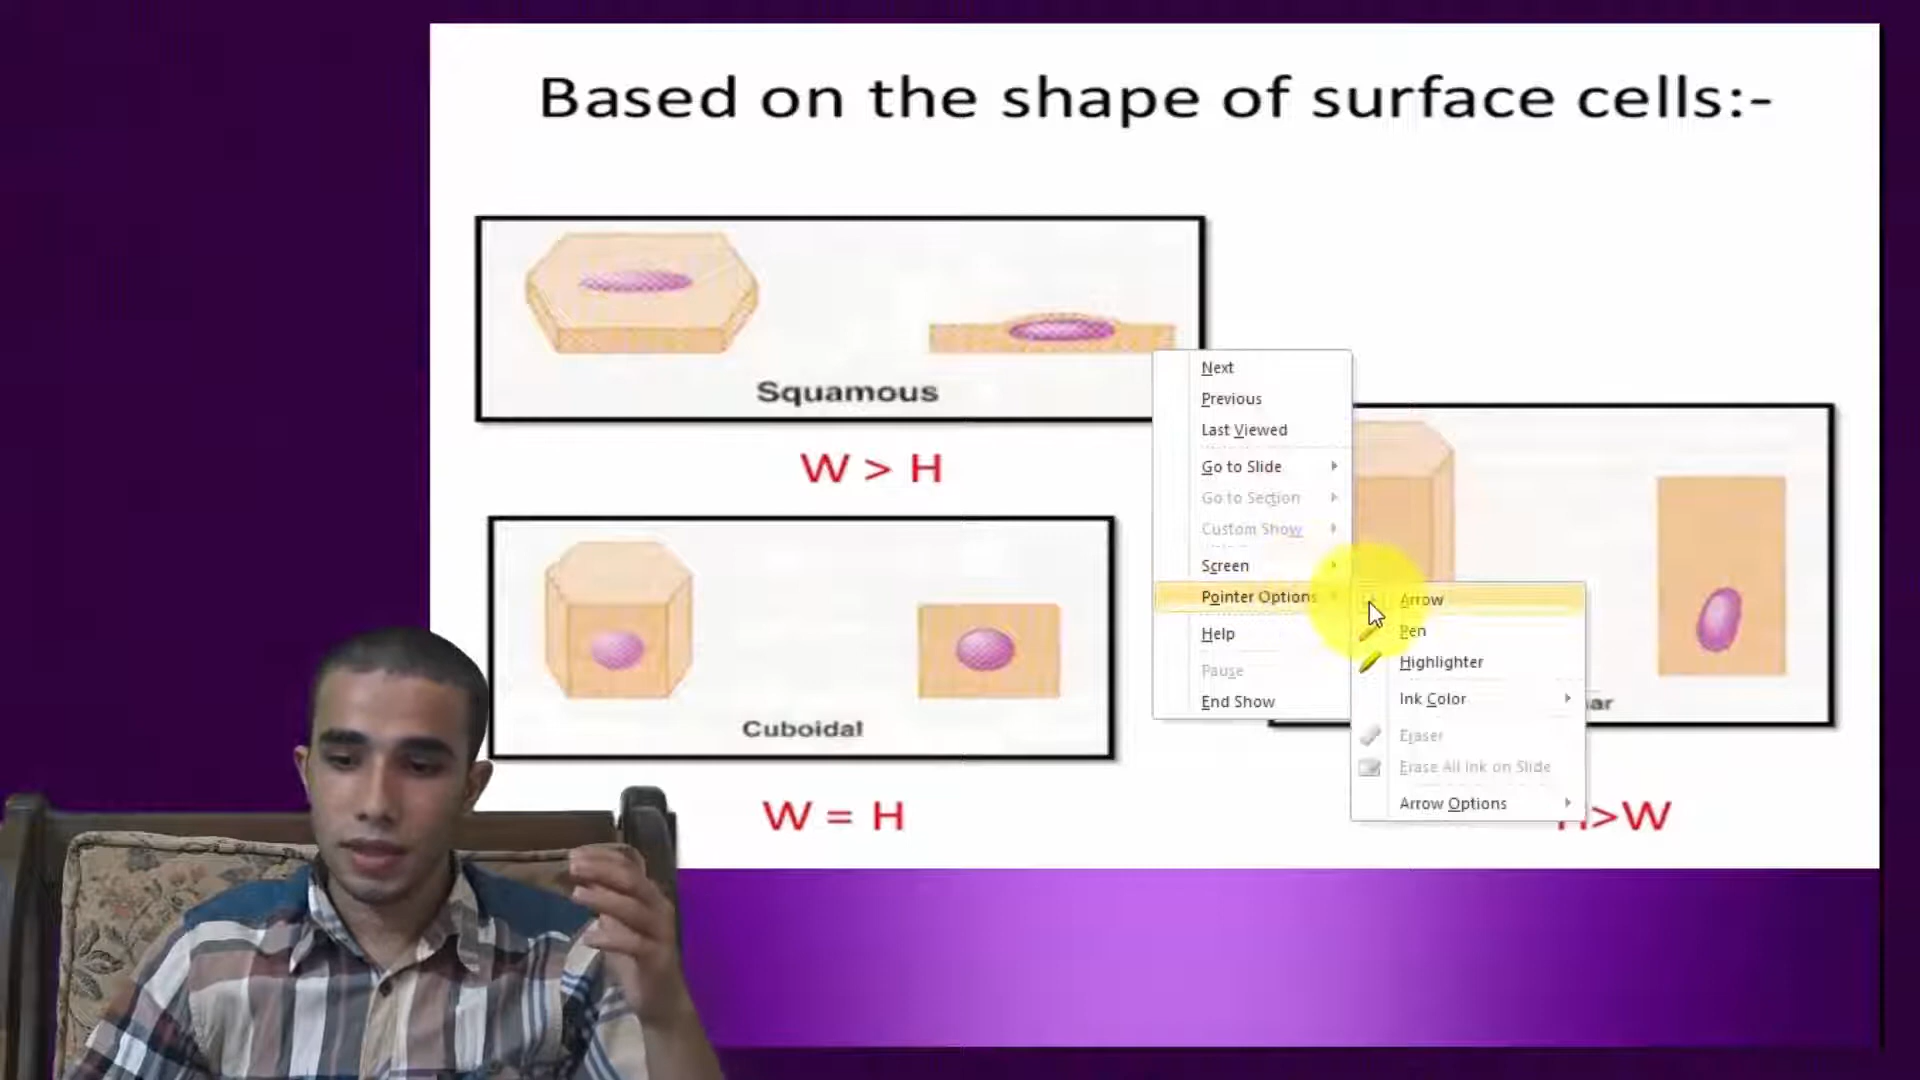 Based on the shape of surface cells:-
Squamous
W > H
Cuboidal
W = H
Next
Previous
Last Viewed
Go to Slide
Go to Section
Custom Show
Screen
Pointer Options
Help
Pause
End Show
Arrow
Pen
Highlighter
Ink Color
Eraser
Erase All Ink on Slide
Arrow Options
ar
>W